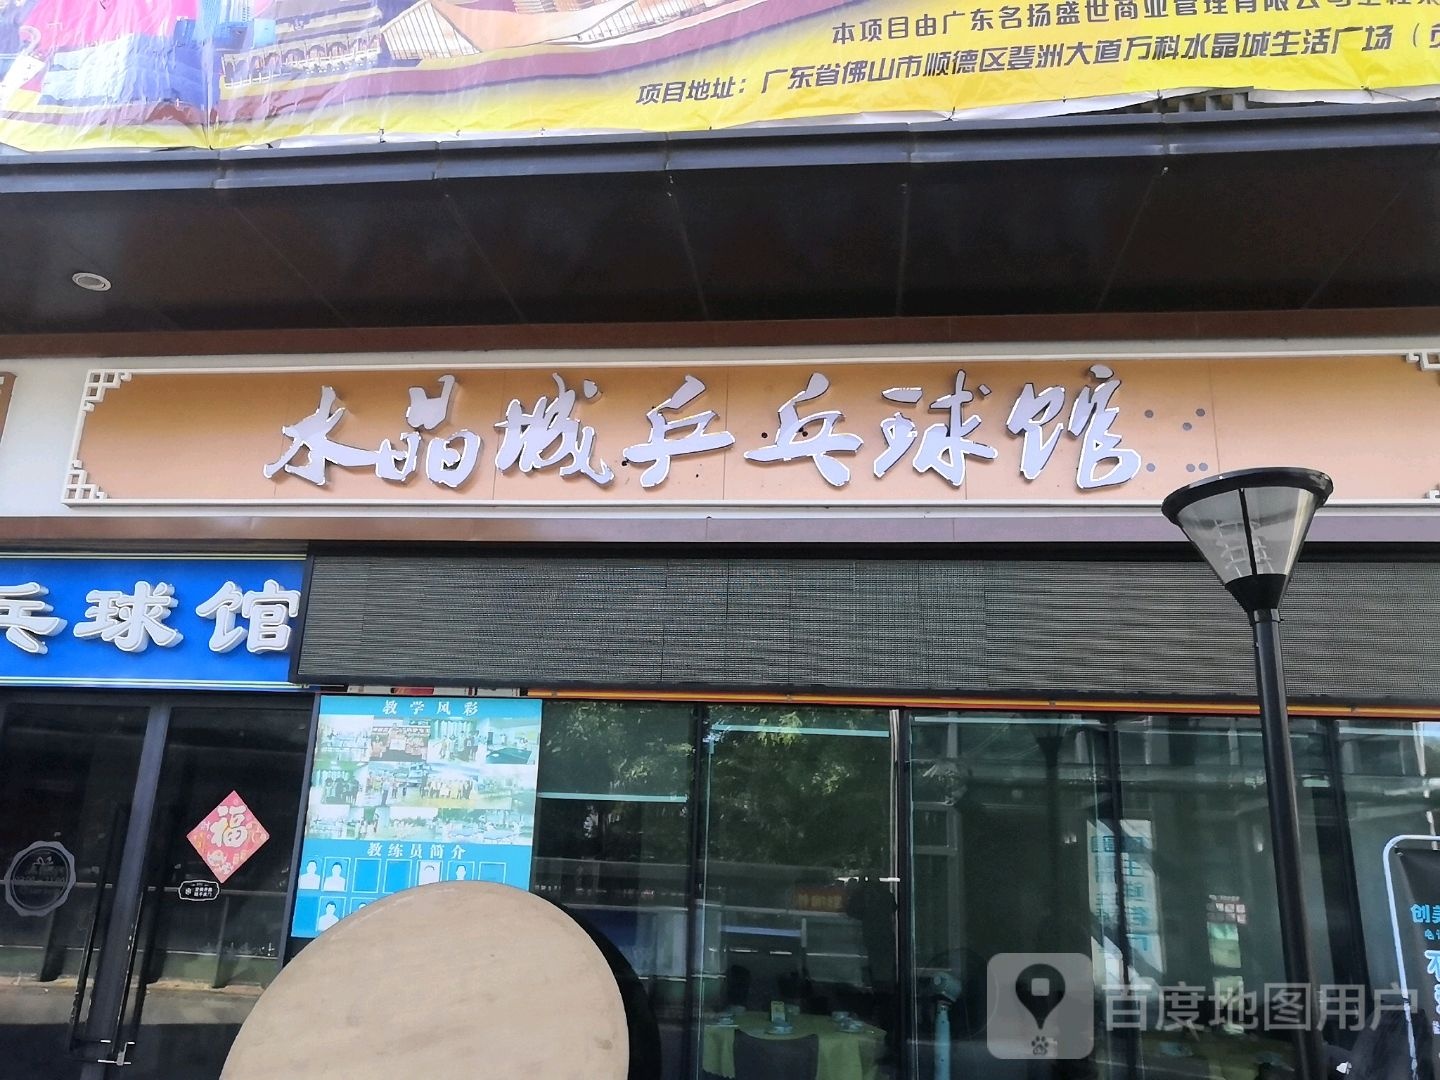 本项目由广东名扬盛世商业管理有限公司
项目地址：广东省佛山市顺德区登洲大道万科水晶城生活广场（
水晶城乒乓球馆
乓球馆
教学风彩
教练员简介
福
创美
百度地图用户